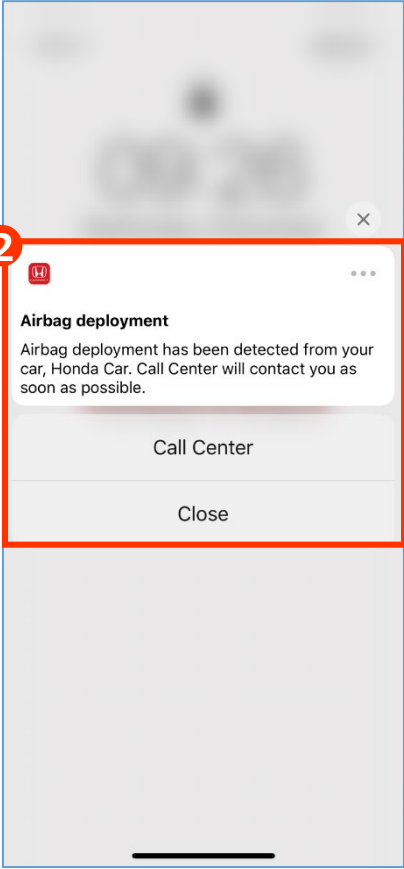 2
Airbag deployment
Airbag deployment has been detected from your
car, Honda Car. Call Center will contact you as
soon as possible.
Call Center
Close